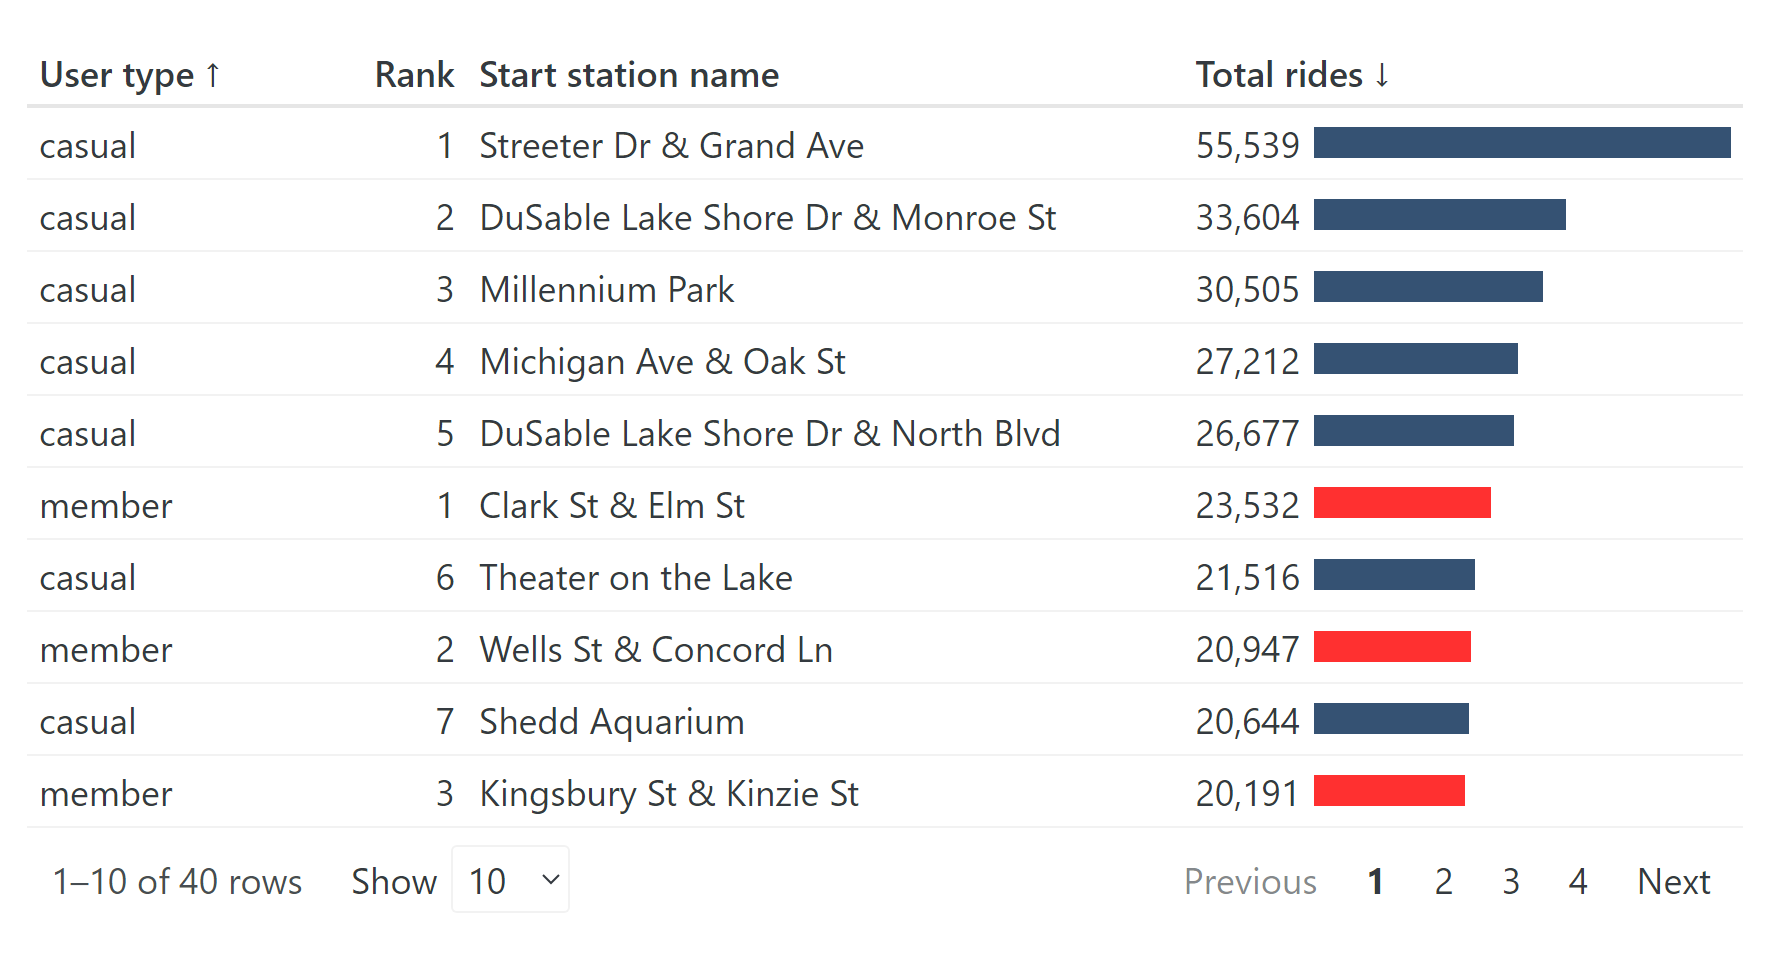 User type ↑ Rank Start station name Total rides ↓
casual 1 Streeter Dr & Grand Ave 55,539
casual 2 DuSable Lake Shore Dr & Monroe St 33,604
casual 3 Millennium Park 30,505
casual 4 Michigan Ave & Oak St 27,212
casual 5 DuSable Lake Shore Dr & North Blvd 26,677
member 1 Clark St & Elm St 23,532
casual 6 Theater on the Lake 21,516
member 2 Wells St & Concord Ln 20,947
casual 7 Shedd Aquarium 20,644
member 3 Kingsbury St & Kinzie St 20,191
1–10 of 40 rows Show 10 Previous 1 2 3 4 Next